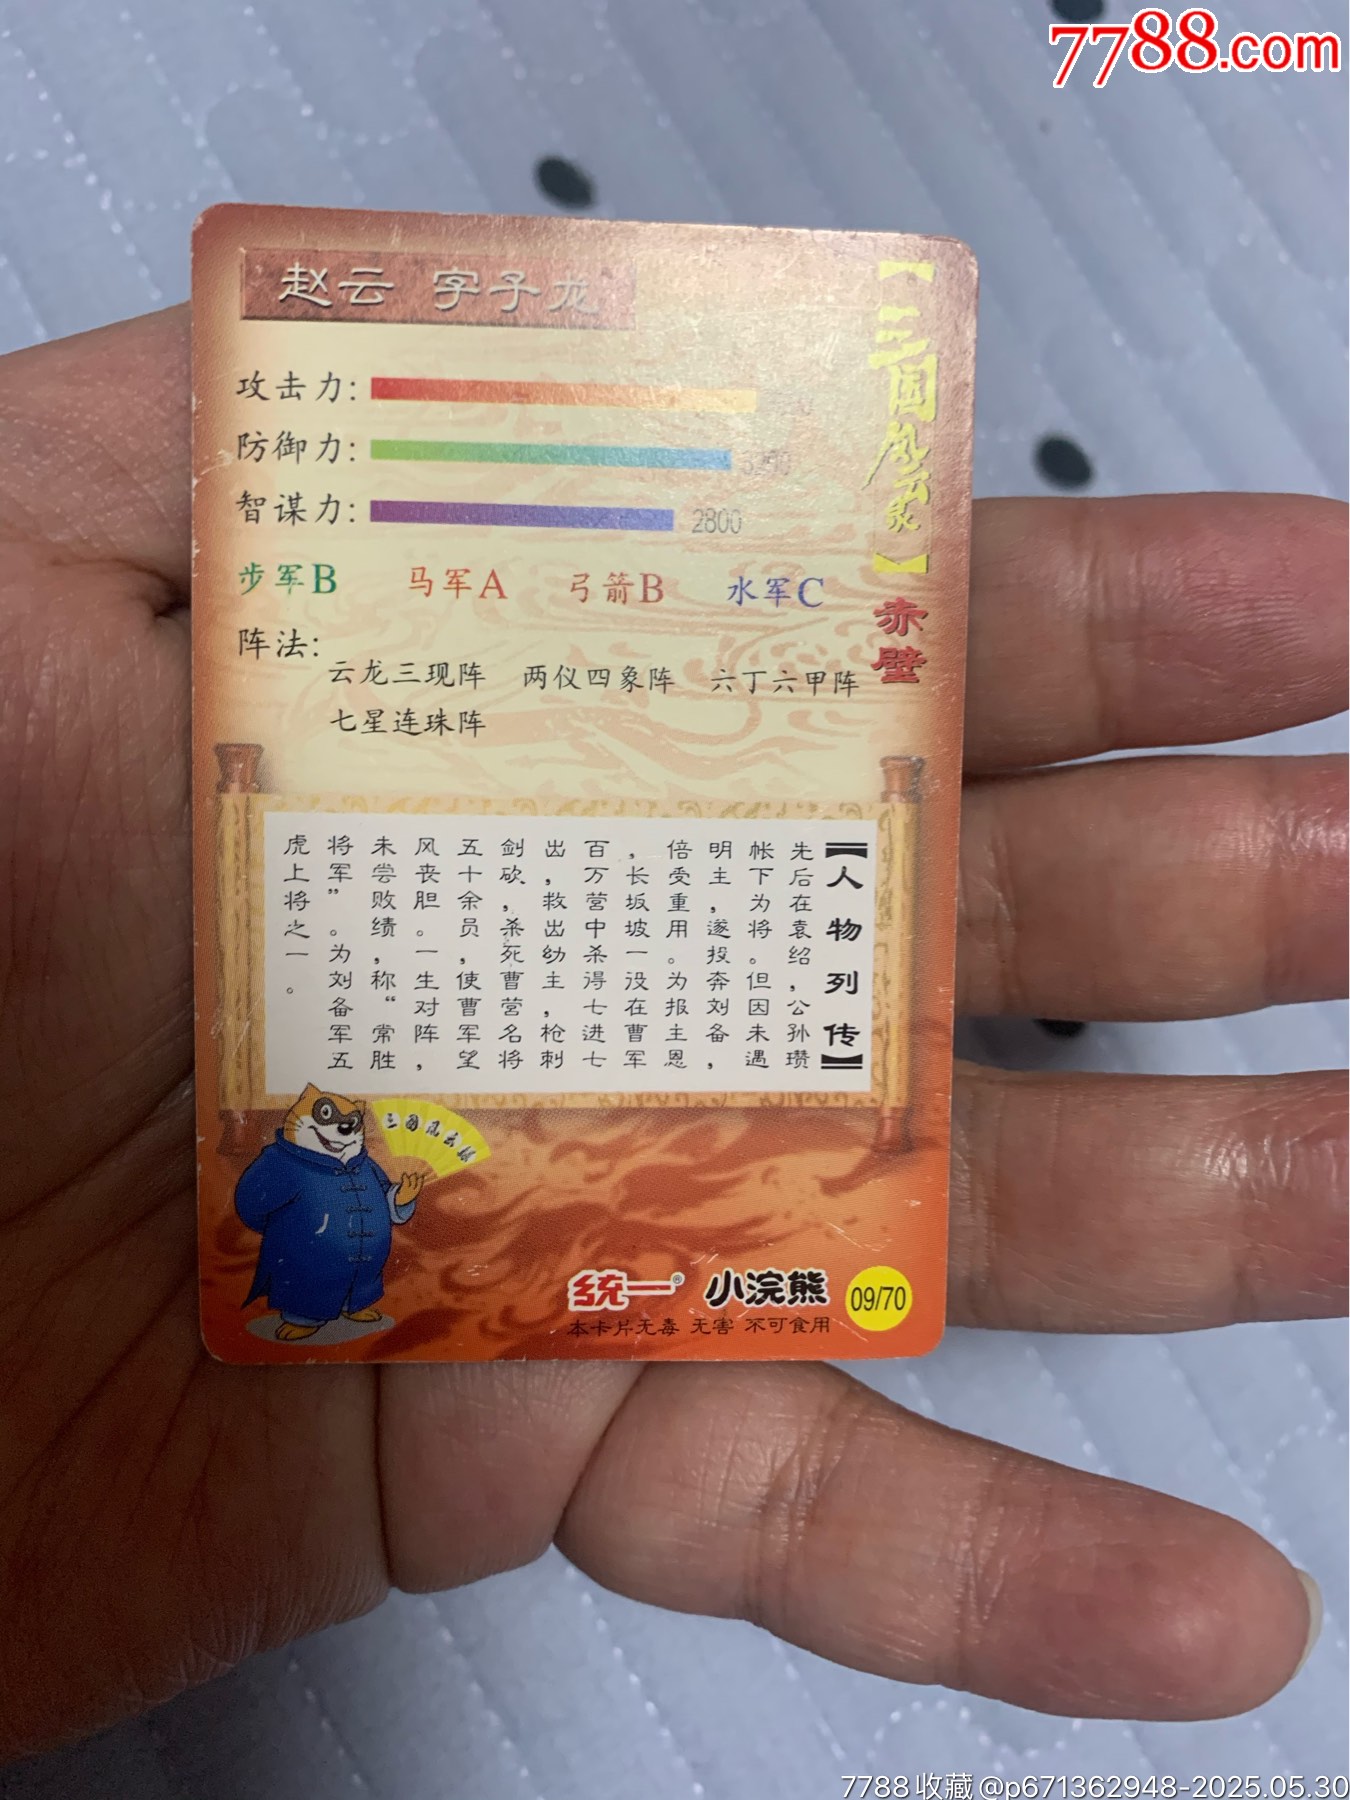 7788.com
赵云 字子龙
【三国风云录】
赤壁
攻击力:
防御力:
智谋力: 2800
步军B 马军A 弓箭B 水军C
阵法:
云龙三现阵 两仪四象阵 六丁六甲阵
七星连珠阵
【人物列传】
先后在袁绍，公孙瓒
帐下为将。但因未遇
明主，遂投奔刘备，
倍受重用。为报主恩
，长坂坡一设在曹军
百万营中杀得七进七
出，救出幼主，枪刺
剑砍，杀死曹营名将
五十余员，使曹军望
风丧胆。一生对阵，
未尝败绩，称“常胜
将军”。为刘备军五
虎上将之一。
三国风云录
统一® 小浣熊 09/70
本卡片无毒 无害 不可食用
7788收藏@p671362948-2025.05.30